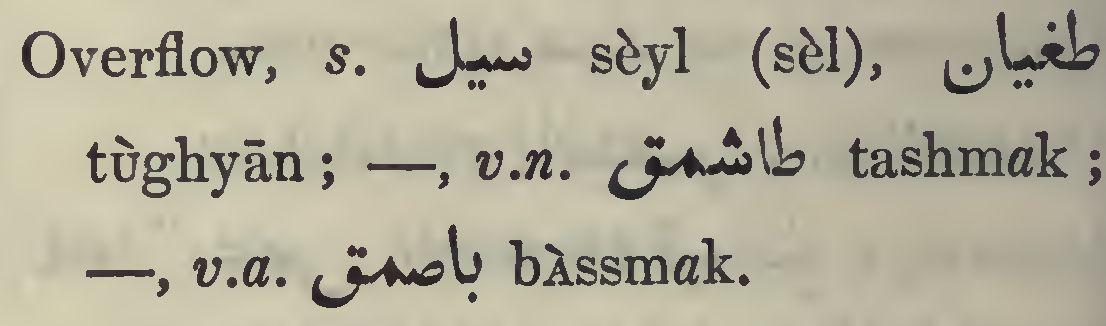 Overflow, s. سيل sèyl (sèl), طغيان
tùghyān ; —, v.n. طاشمق tashmak ;
—, v.a. باصمق bàssmak.